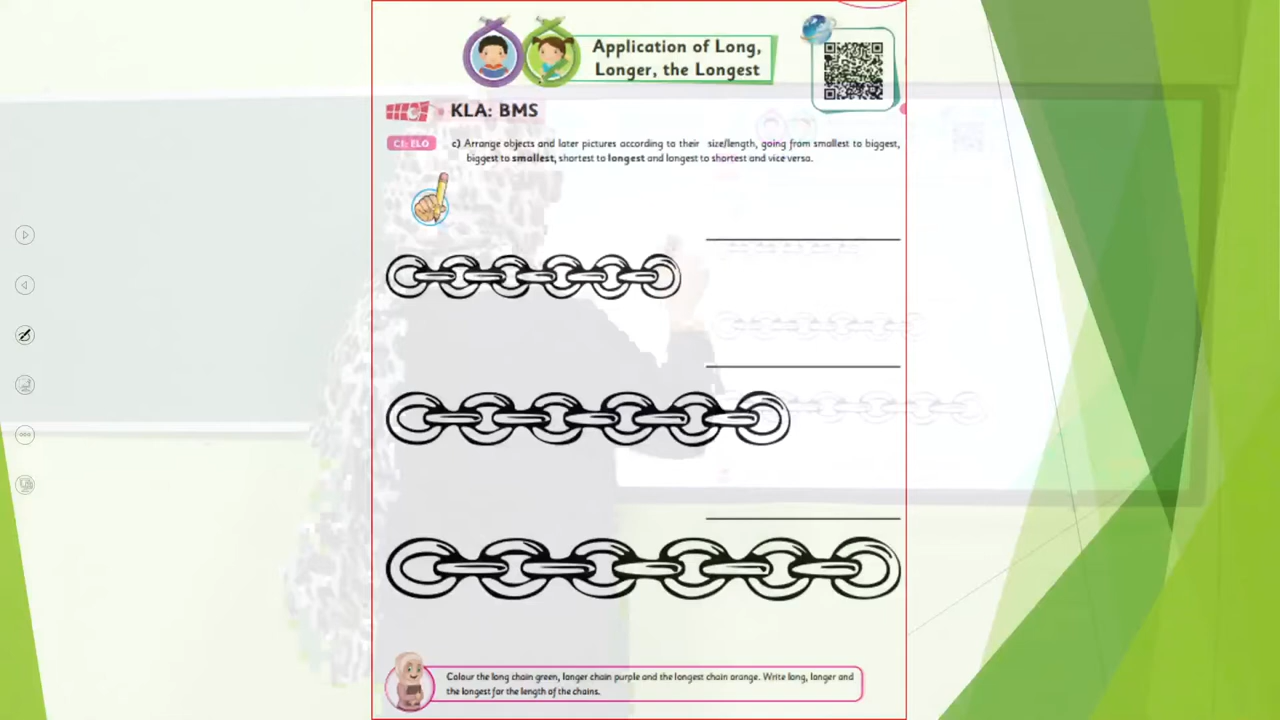 Application of Long,
Longer, the Longest
KLA: BMS
C1: ELO
c) Arrange objects and later pictures according to their size/length, going from smallest to biggest,
biggest to smallest, shortest to longest and longest to shortest and vice versa.
Colour the long chain green, longer chain purple and the longest chain orange. Write long, longer and
the longest for the length of the chains.